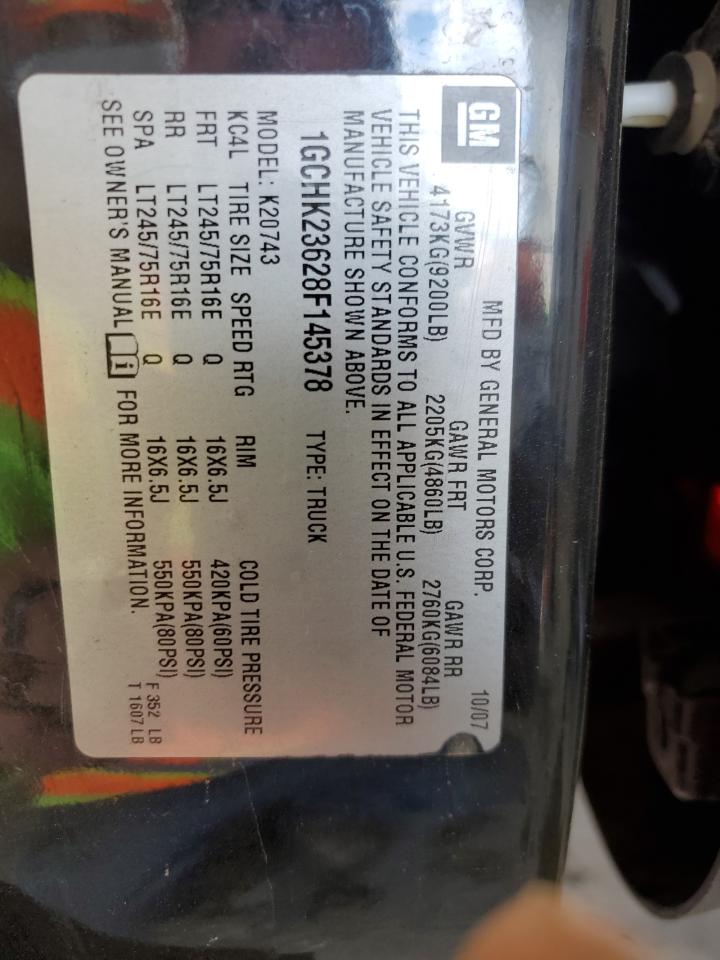 GM
MFD BY GENERAL MOTORS CORP. 10/07
GVWR GAWR FRT GAWR RR
4173KG(9200LB) 2205KG(4860LB) 2760KG(6084LB)
THIS VEHICLE CONFORMS TO ALL APPLICABLE U.S. FEDERAL MOTOR
VEHICLE SAFETY STANDARDS IN EFFECT ON THE DATE OF
MANUFACTURE SHOWN ABOVE.
1GCHK23628F145378 TYPE: TRUCK
MODEL: K20743
KC4L TIRE SIZE SPEED RTG RIM COLD TIRE PRESSURE
FRT LT245/75R16E Q 16X6.5J 420KPA(60PSI)
RR LT245/75R16E Q 16X6.5J 550KPA(80PSI)
SPA LT245/75R16E Q 16X6.5J 550KPA(80PSI)
SEE OWNER'S MANUAL i FOR MORE INFORMATION.
F 352 LB
T 1607 LB